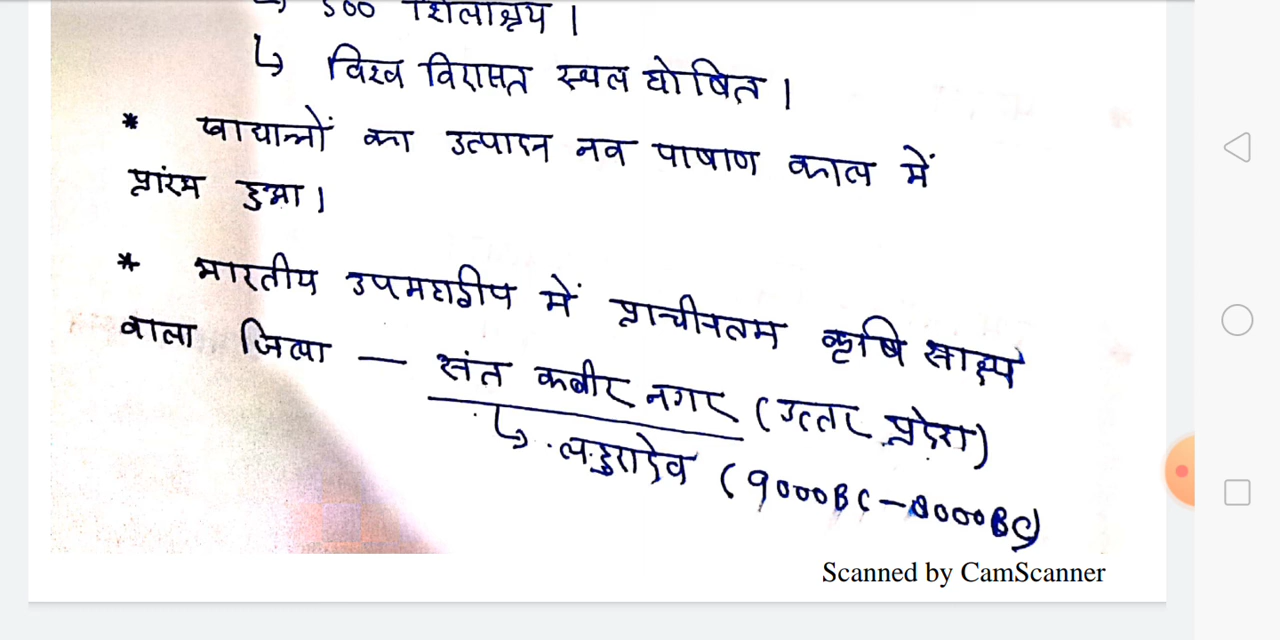 ↳ 500 शैलाश्रय ।
↳ विश्व विरासत स्थल घोषित ।
* खाद्यान्नों का उत्पादन नव पाषाण काल में
प्रारंभ हुआ ।
* भारतीय उपमहाद्वीप में प्राचीनतम कृषि साक्ष्य
वाला जिला — संत कबीर नगर (उत्तर प्रदेश)
↳ लहुरादेव (9000BC-8000BC)
Scanned by CamScanner